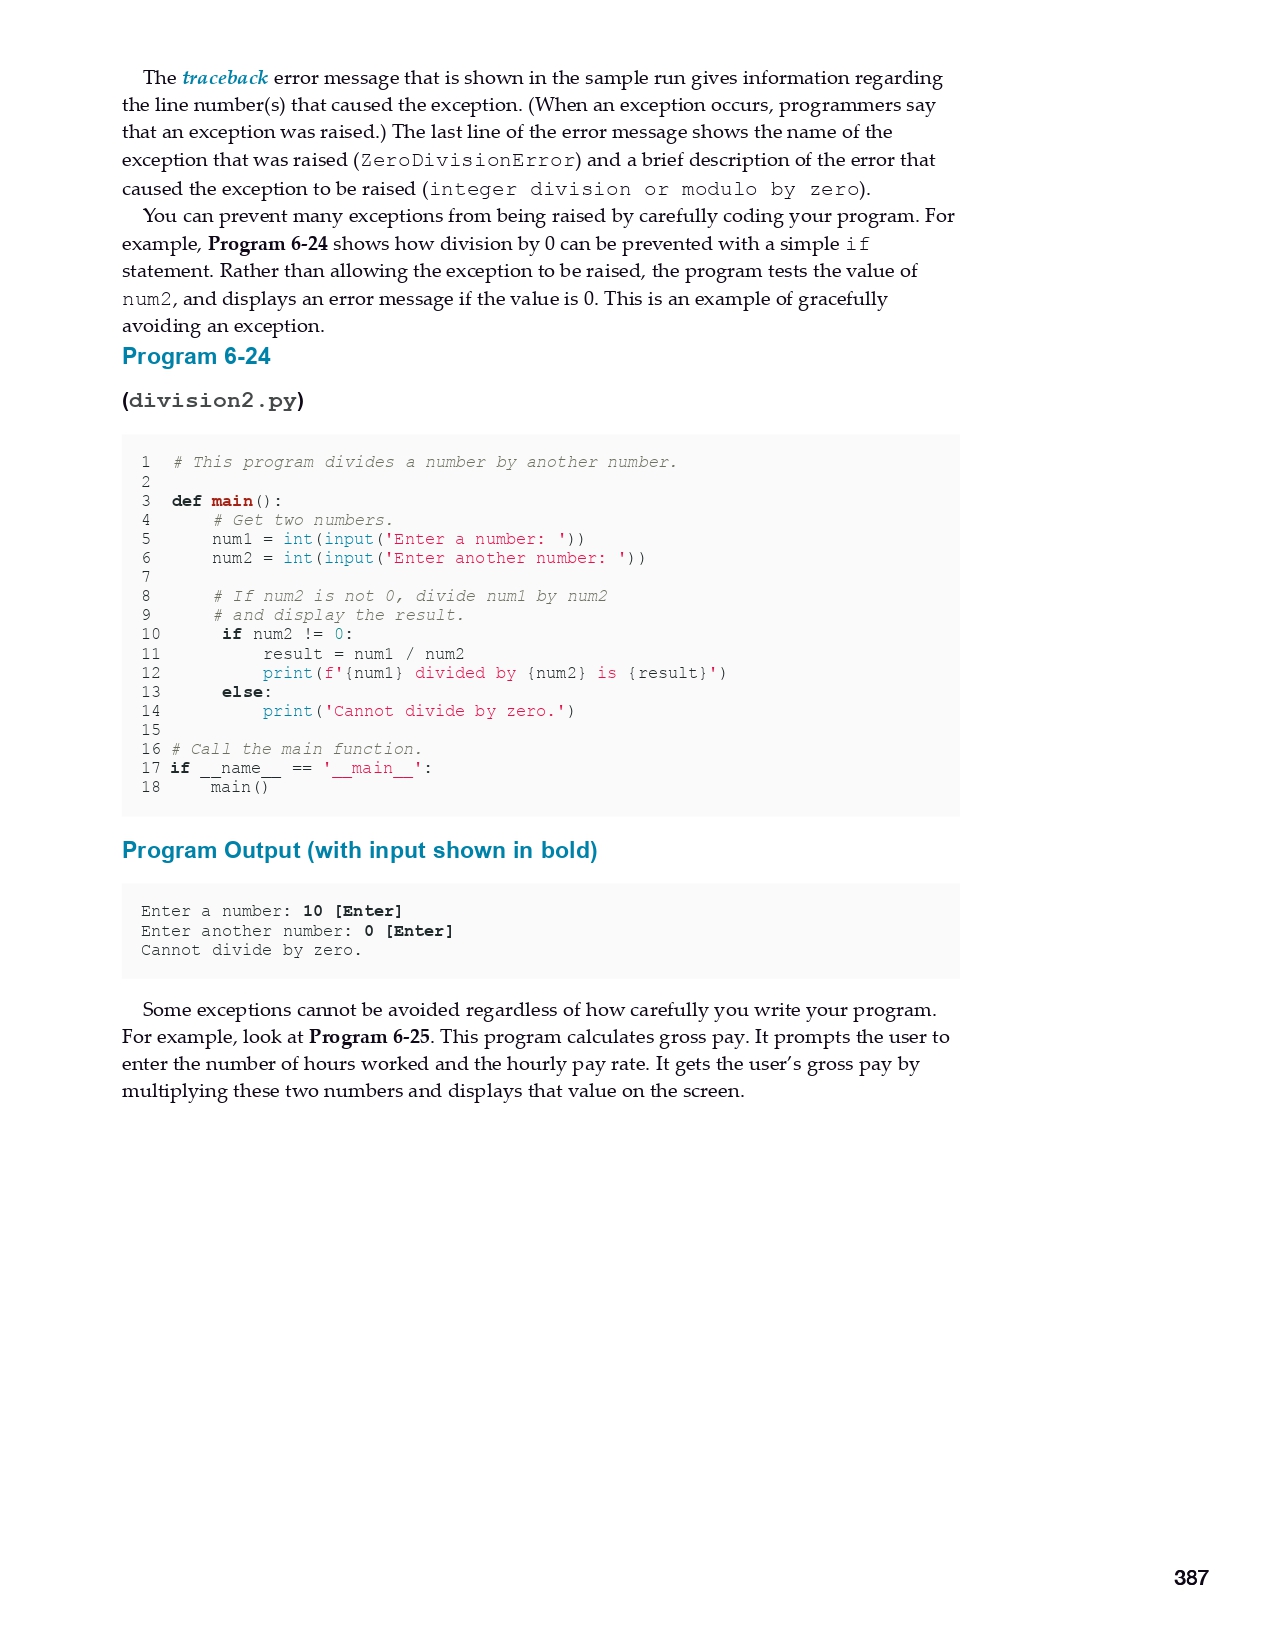 The traceback error message that is shown in the sample run gives information regarding
the line number(s) that caused the exception. (When an exception occurs, programmers say
that an exception was raised.) The last line of the error message shows the name of the
exception that was raised (ZeroDivisionError) and a brief description of the error that
caused the exception to be raised (integer division or modulo by zero).
You can prevent many exceptions from being raised by carefully coding your program. For
example, Program 6-24 shows how division by 0 can be prevented with a simple if
statement. Rather than allowing the exception to be raised, the program tests the value of
num2, and displays an error message if the value is 0. This is an example of gracefully
avoiding an exception.
Program 6-24
(division2.py)
1  # This program divides a number by another number.
2
3  def main():
4      # Get two numbers.
5      num1 = int(input('Enter a number: '))
6      num2 = int(input('Enter another number: '))
7
8      # If num2 is not 0, divide num1 by num2
9      # and display the result.
10      if num2 != 0:
11          result = num1 / num2
12          print(f'{num1} divided by {num2} is {result}')
13      else:
14          print('Cannot divide by zero.')
15
16 # Call the main function.
17 if __name__ == '__main__':
18     main()
Program Output (with input shown in bold)
Enter a number: 10 [Enter]
Enter another number: 0 [Enter]
Cannot divide by zero.
Some exceptions cannot be avoided regardless of how carefully you write your program.
For example, look at Program 6-25. This program calculates gross pay. It prompts the user to
enter the number of hours worked and the hourly pay rate. It gets the user’s gross pay by
multiplying these two numbers and displays that value on the screen.
387